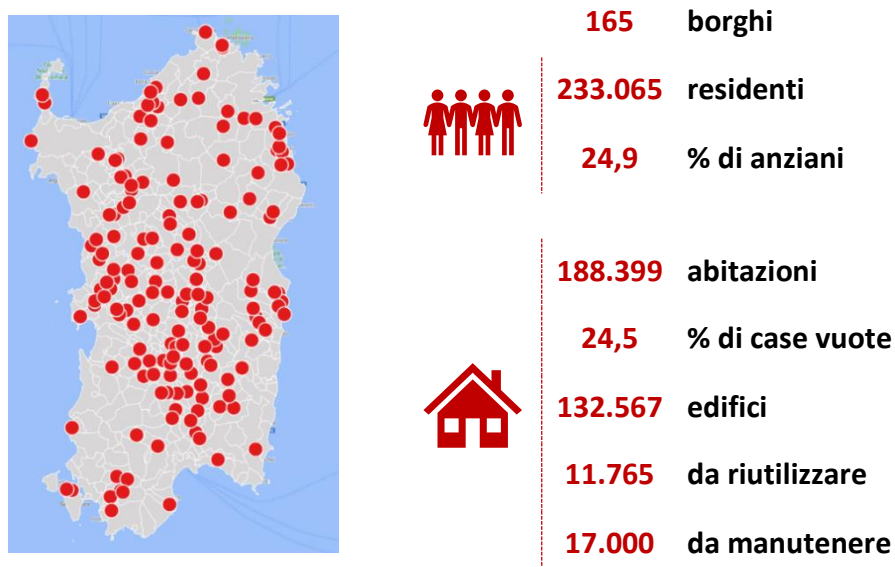 165 borghi
233.065 residenti
24,9 % di anziani
188.399 abitazioni
24,5 % di case vuote
132.567 edifici
11.765 da riutilizzare
17.000 da manutenere